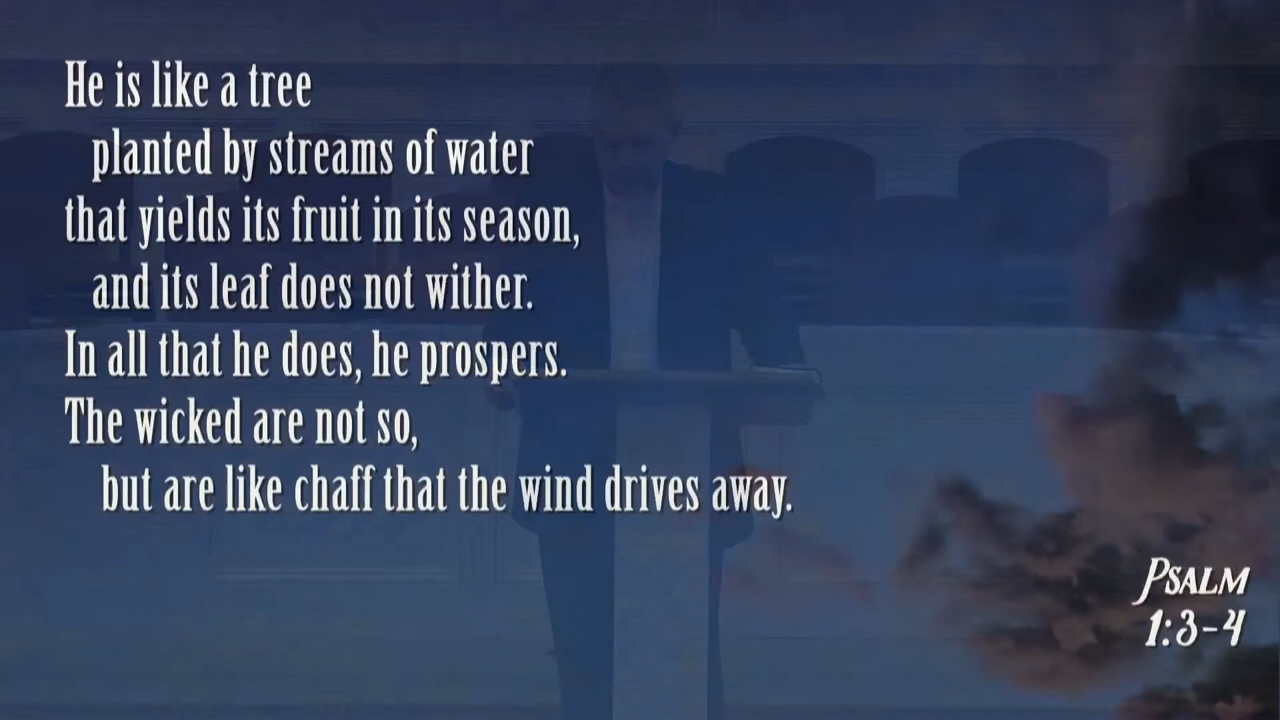 He is like a tree
planted by streams of water
that yields its fruit in its season,
and its leaf does not wither.
In all that he does, he prospers.
The wicked are not so,
but are like chaff that the wind drives away.
Psalm
1:3-4